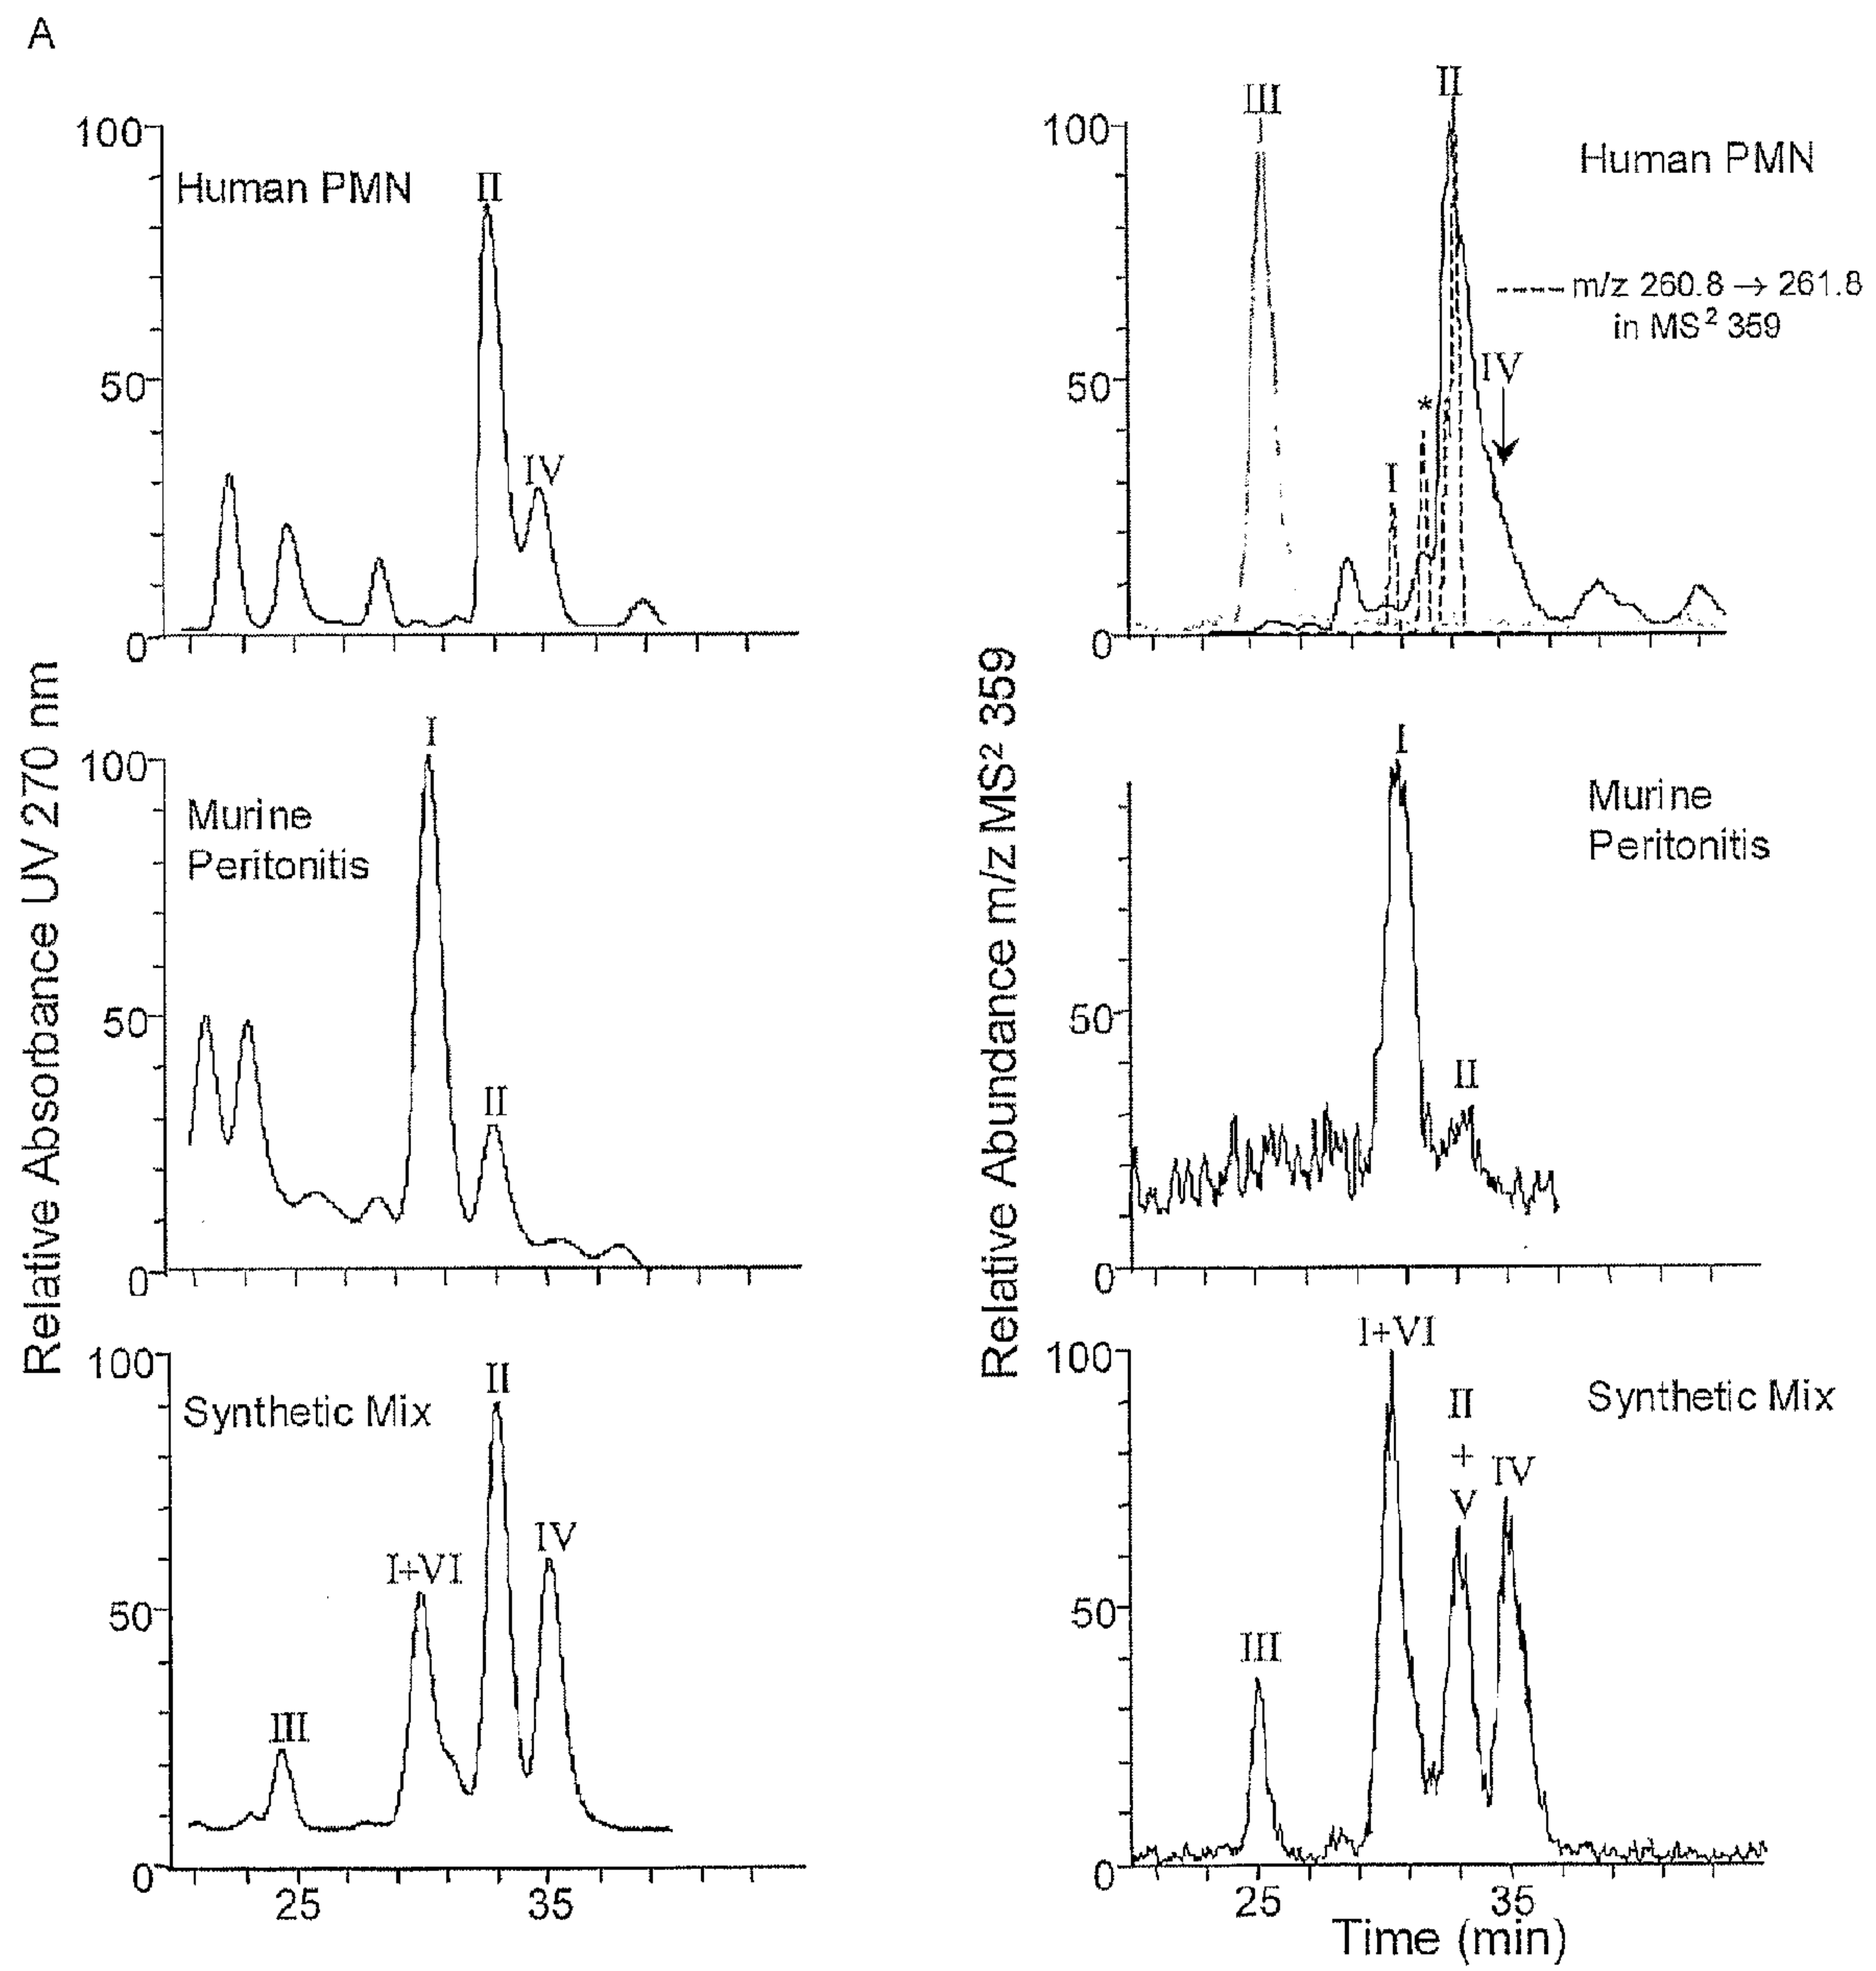 A
Relative Absorbance UV 270 nm
100
50
0
Human PMN
II
IV
100
50
0
Murine
Peritonitis
I
II
100
50
0
Synthetic Mix
III
I+VI
II
IV
25
35
Relative Abundance m/z MS² 359
100
50
0
III
II
Human PMN
m/z 260.8 → 261.8
in MS² 359
IV
*
I
50
0
I
Murine
Peritonitis
II
100
50
0
I+VI
II
+
V
IV
Synthetic Mix
III
25
35
Time (min)